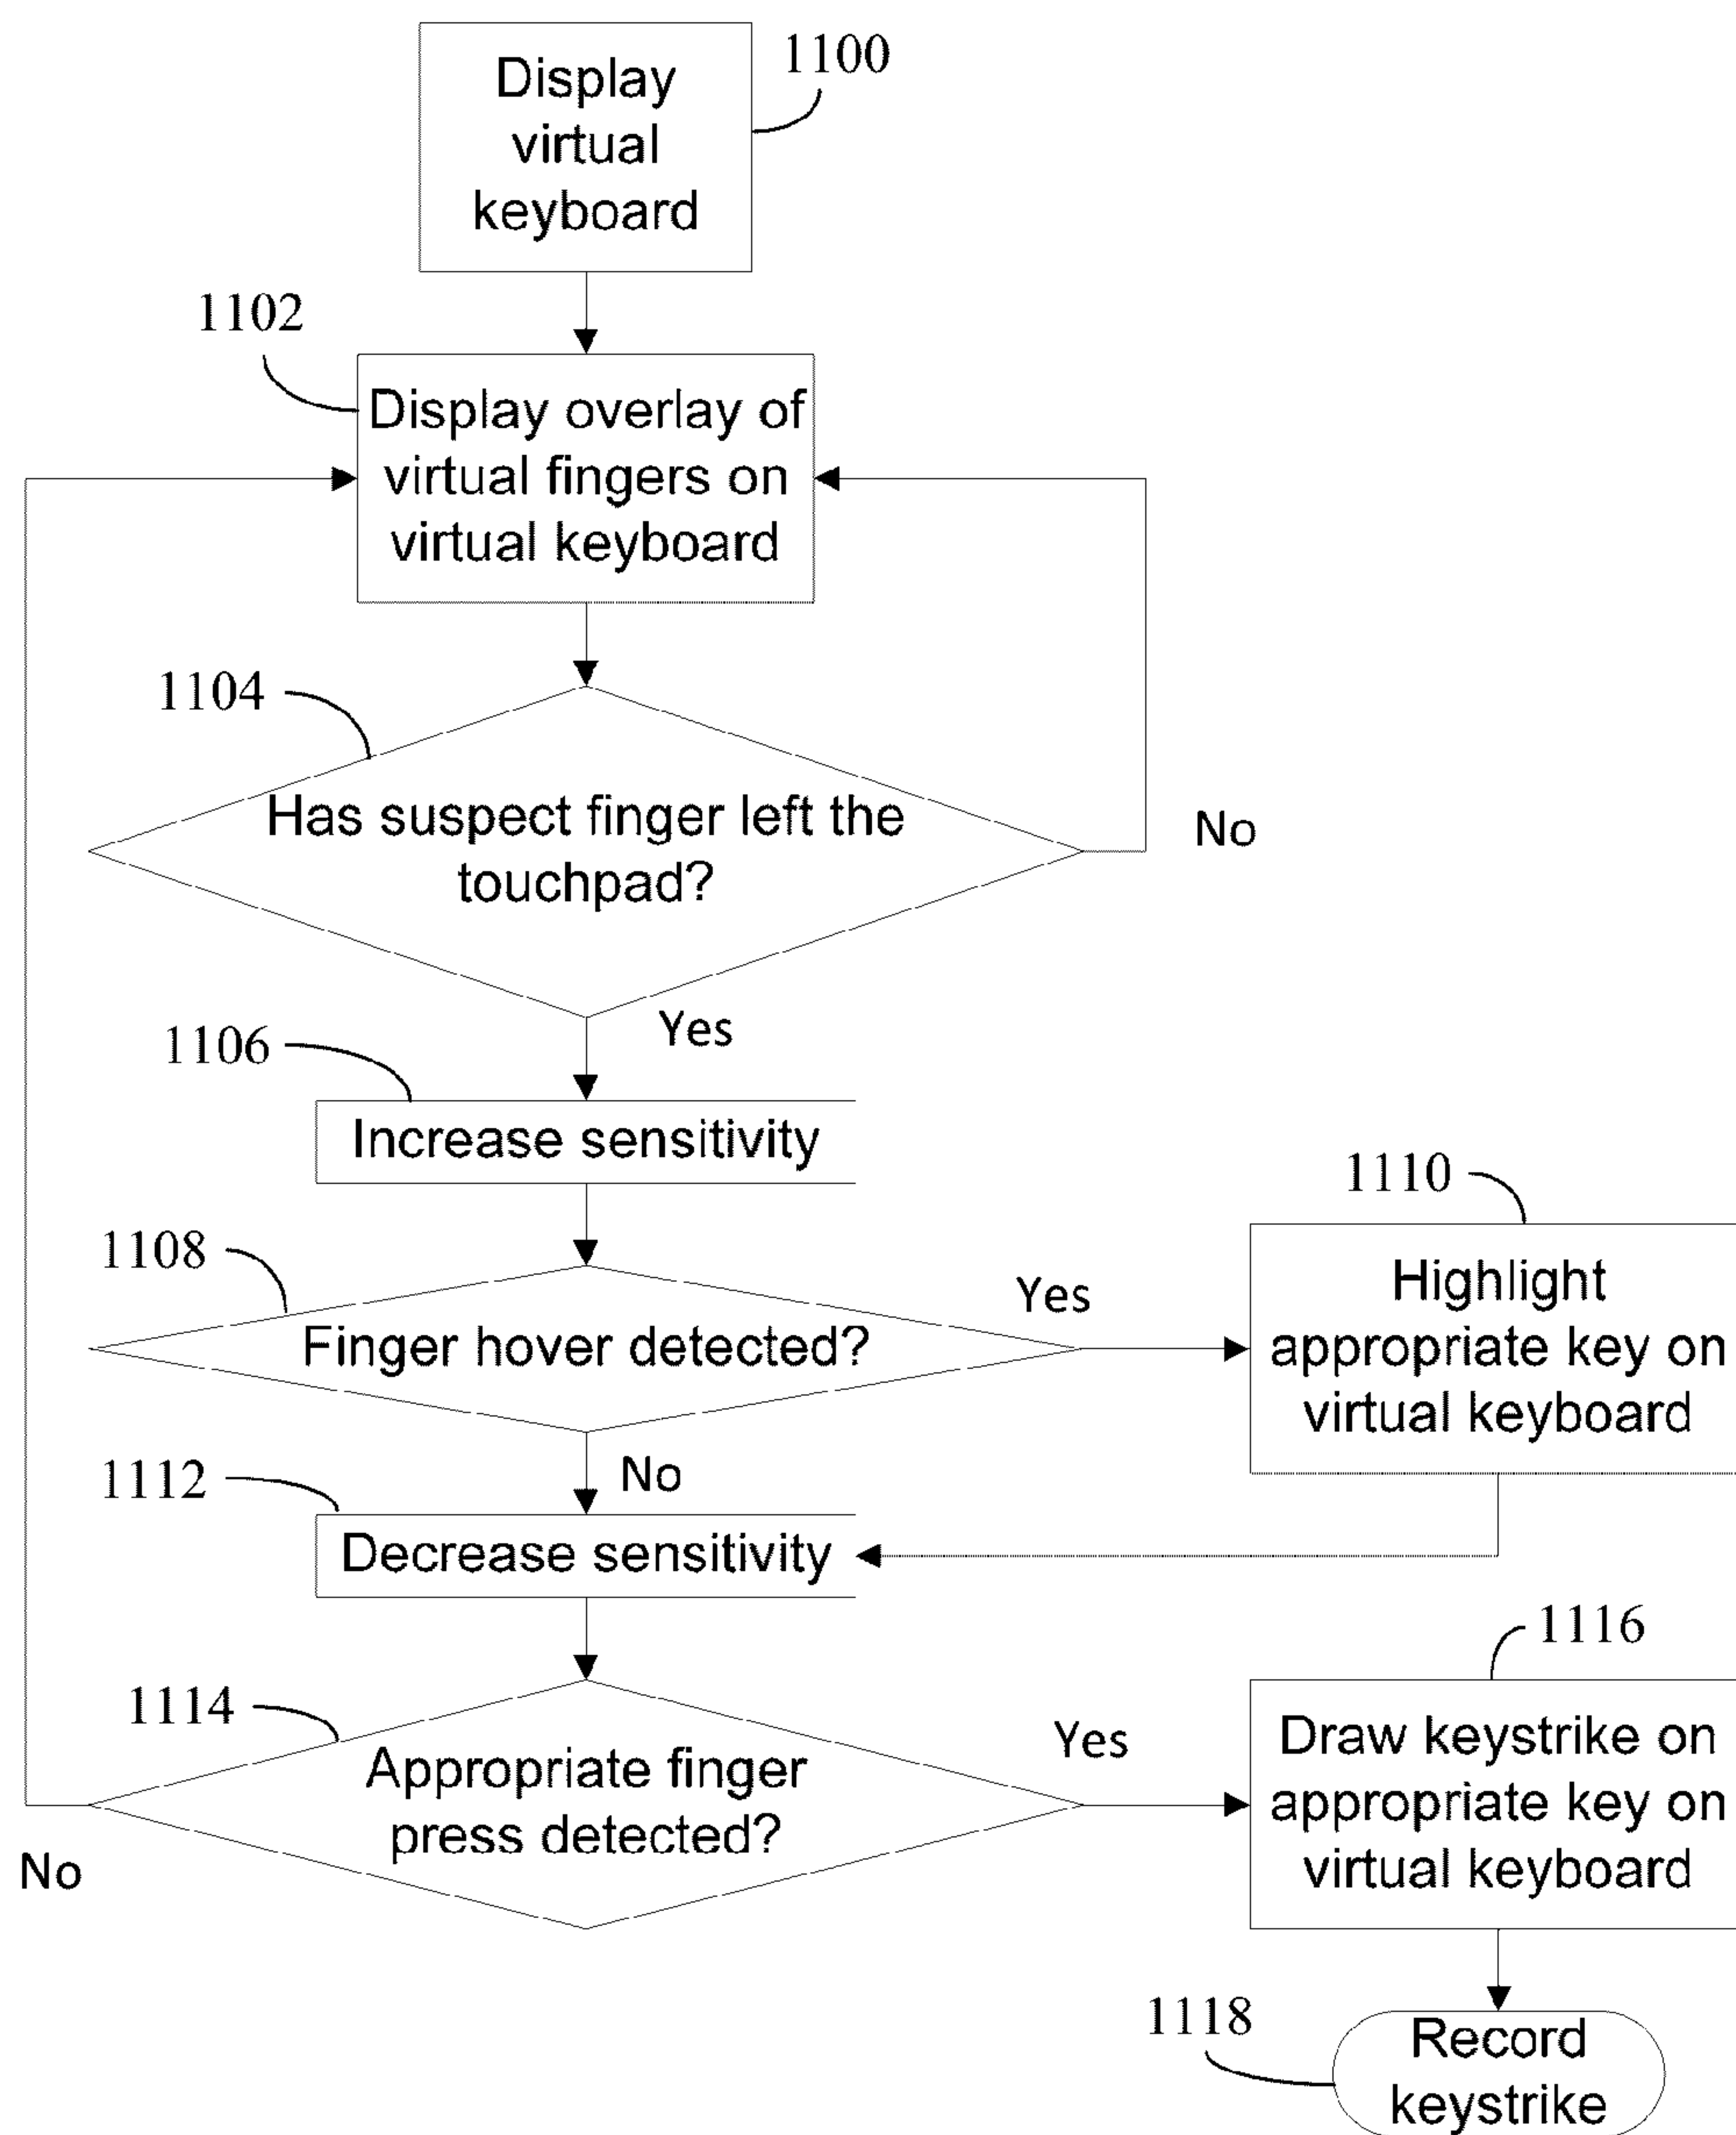 Display
virtual
keyboard
1100
1102
Display overlay of
virtual fingers on
virtual keyboard
1104
Has suspect finger left the
touchpad?
No
Yes
1106
Increase sensitivity
1108
Finger hover detected?
Yes
1110
Highlight
appropriate key on
virtual keyboard
No
1112
Decrease sensitivity
1114
Appropriate finger
press detected?
Yes
No
1116
Draw keystrike on
appropriate key on
virtual keyboard
1118
Record
keystrike